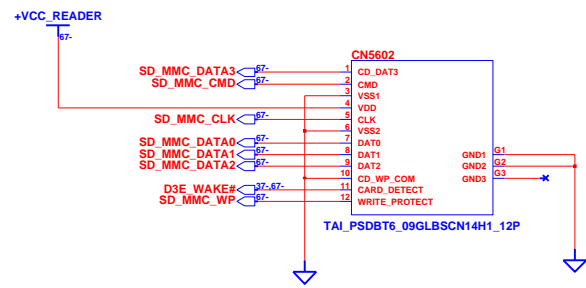 +VCC_READER
67-
CN5602
SD_MMC_DATA3 67- 1 CD_DAT3
SD_MMC_CMD 67- 2 CMD
3 VSS1
4 VDD
SD_MMC_CLK 67- 5 CLK
6 VSS2
SD_MMC_DATA0 67- 7 DAT0
SD_MMC_DATA1 67- 8 DAT1 GND1 G1
SD_MMC_DATA2 67- 9 DAT2 GND2 G2
10 CD_WP_COM GND3 G3
D3E_WAKE# 37-,67- 11 CARD_DETECT
SD_MMC_WP 67- 12 WRITE_PROTECT
TAI_PSDBT6_09GLBSCN14H1_12P